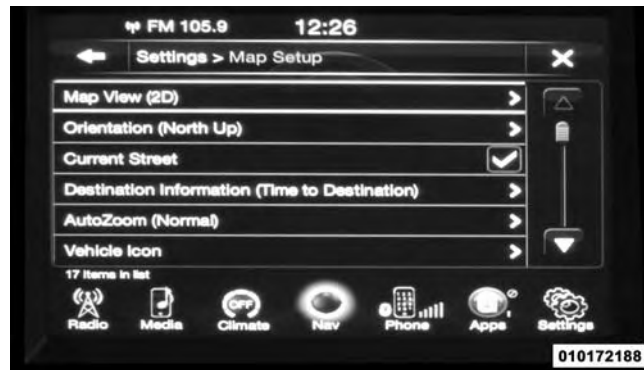 FM 105.9 12:26
Settings > Map Setup
Map View (2D)
Orientation (North Up)
Current Street
Destination Information (Time to Destination)
AutoZoom (Normal)
Vehicle Icon
17 Items in list
OFF
Radio Media Climate Nav Phone Apps Settings
010172188